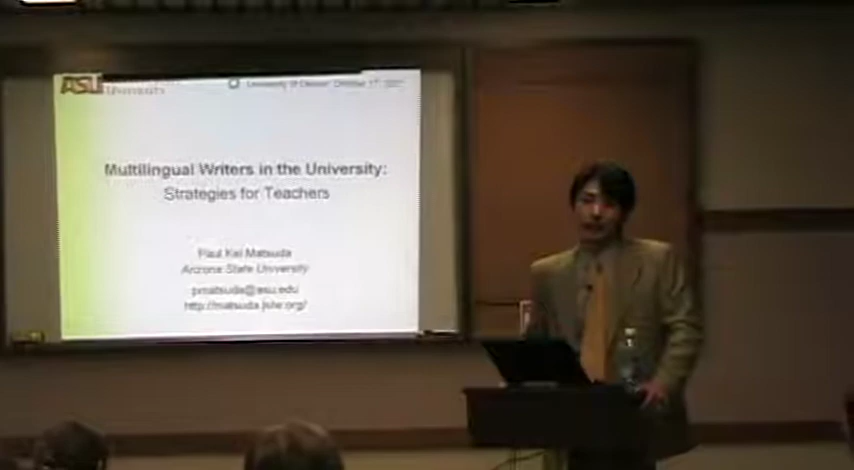 ASU
University
Multilingual Writers in the University:
Strategies for Teachers
Paul Kei Matsuda
Arizona State University
pmatsuda@asu.edu
http://matsuda.jslw.org/